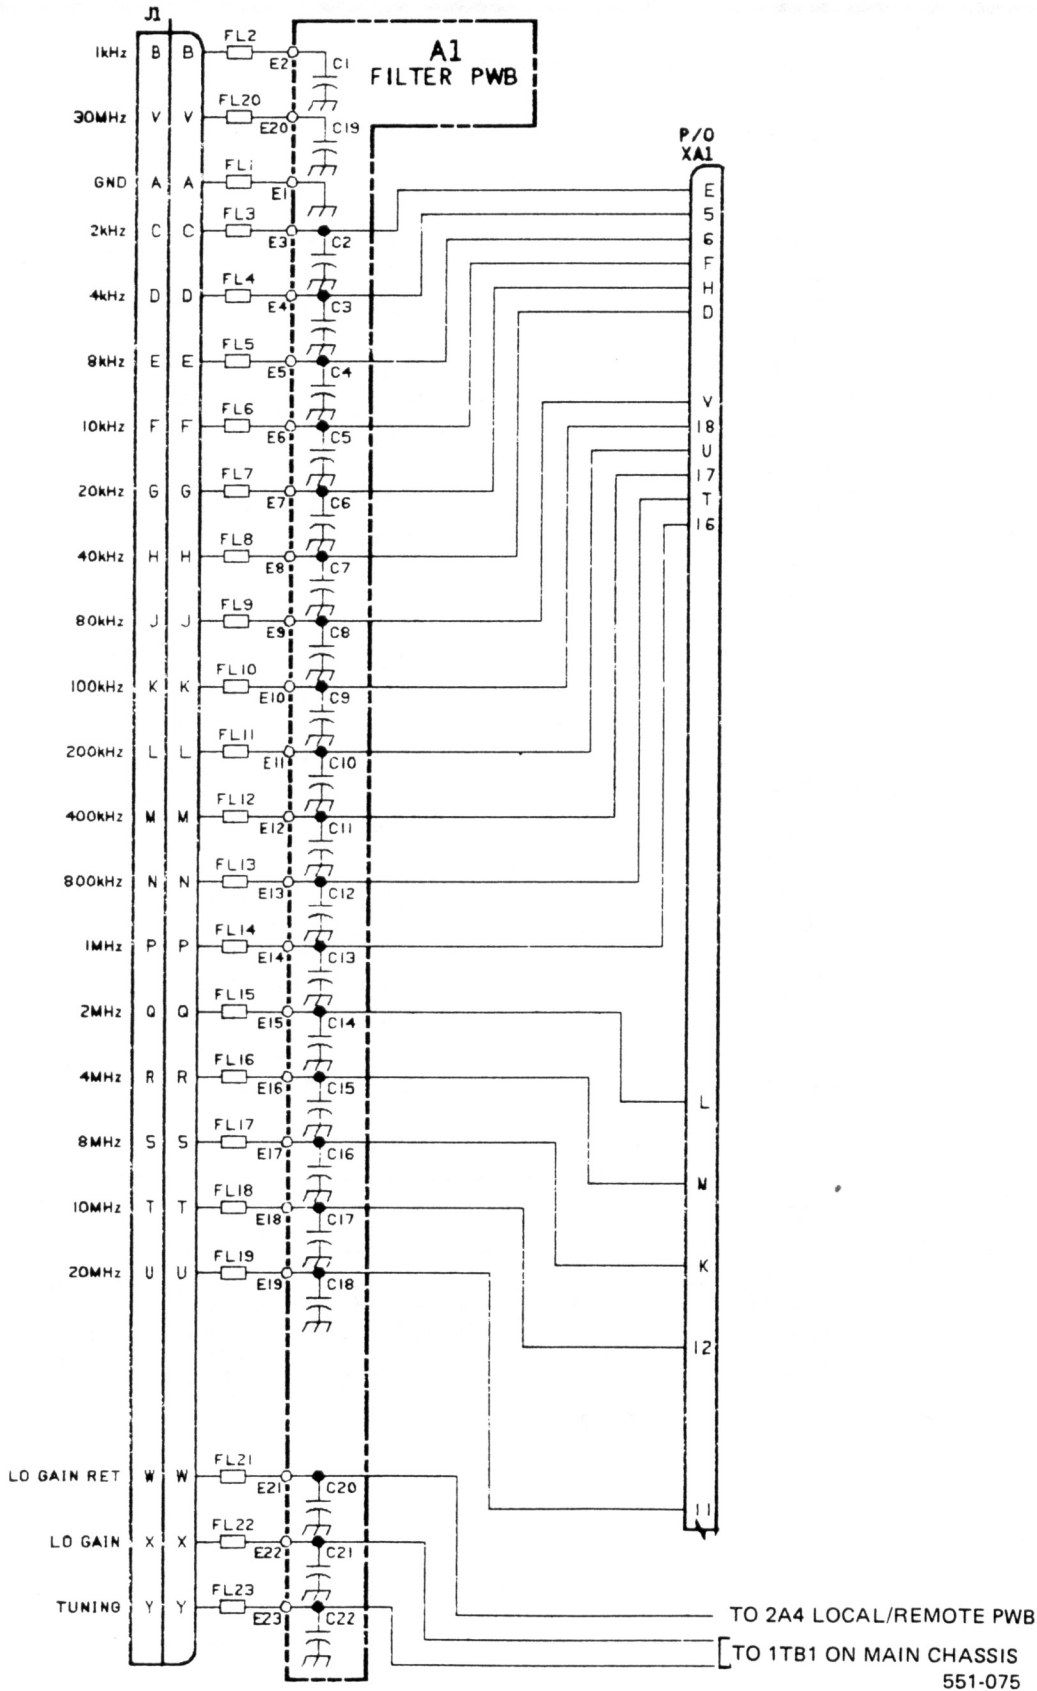 J1
A1
FILTER PWB
P/O
XA1
1kHz B B FL2 E2 C1
30MHz V V FL20 E20 C19
GND A A FL1 E1
2kHz C C FL3 E3 C2
4kHz D D FL4 E4 C3
8kHz E E FL5 E5 C4
10kHz F F FL6 E6 C5
20kHz G G FL7 E7 C6
40kHz H H FL8 E8 C7
80kHz J J FL9 E9 C8
100kHz K K FL10 E10 C9
200kHz L L FL11 E11 C10
400kHz M M FL12 E12 C11
800kHz N N FL13 E13 C12
1MHz P P FL14 E14 C13
2MHz Q Q FL15 E15 C14
4MHz R R FL16 E16 C15
8MHz S S FL17 E17 C16
10MHz T T FL18 E18 C17
20MHz U U FL19 E19 C18
LO GAIN RET W W FL21 E21 C20
LO GAIN X X FL22 E22 C21
TUNING Y Y FL23 E23 C22
E
5
6
F
H
D
V
18
U
17
T
16
L
M
K
12
11
TO 2A4 LOCAL/REMOTE PWB
TO 1TB1 ON MAIN CHASSIS
551-075